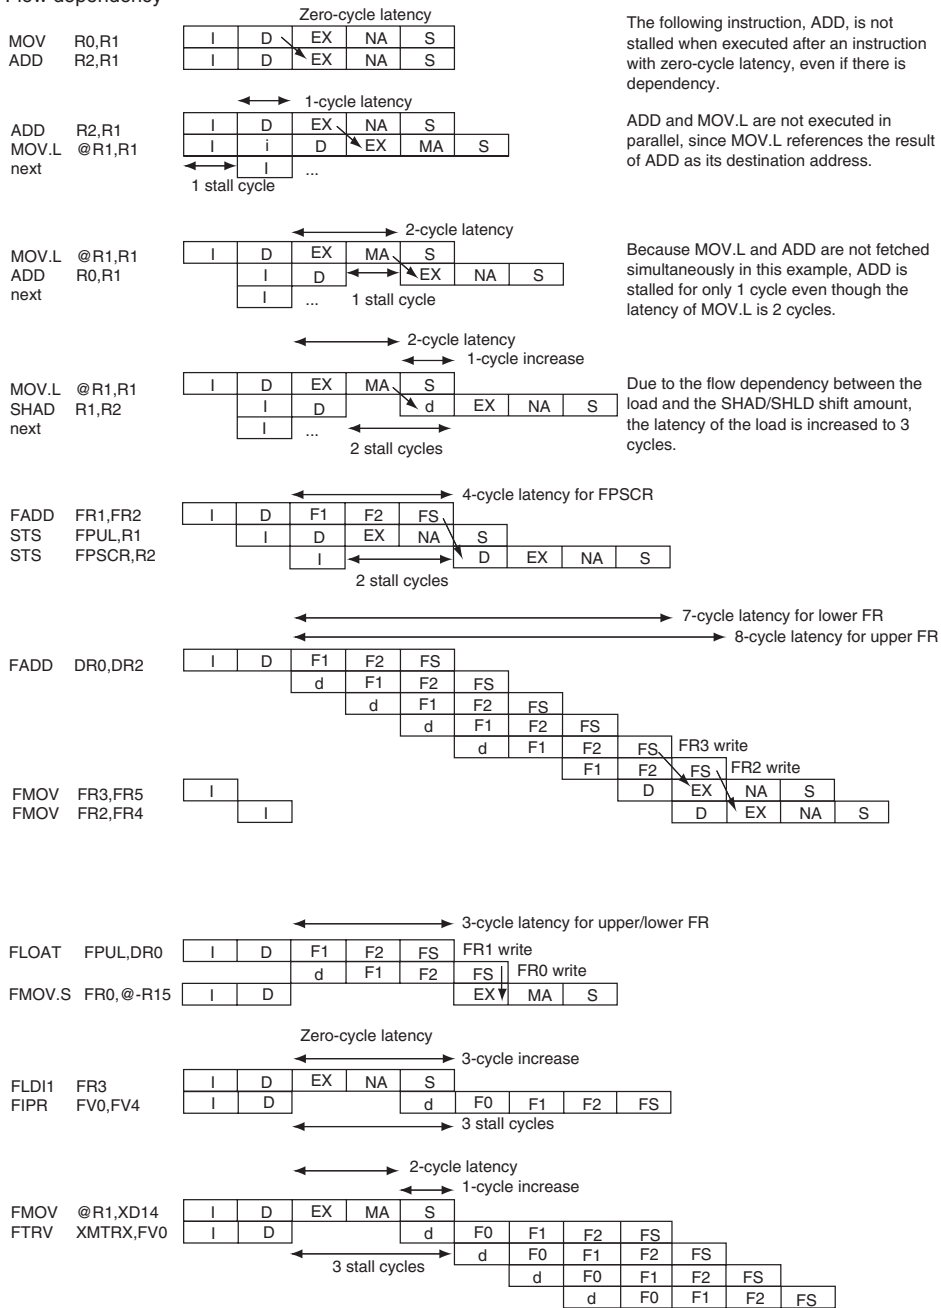 Zero-cycle latency
MOV R0,R1 I D EX NA S
ADD R2,R1 I D EX NA S
The following instruction, ADD, is not
stalled when executed after an instruction
with zero-cycle latency, even if there is
dependency.
1-cycle latency
ADD R2,R1 I D EX NA S
MOV.L @R1,R1 I i D EX MA S
next I ...
1 stall cycle
ADD and MOV.L are not executed in
parallel, since MOV.L references the result
of ADD as its destination address.
2-cycle latency
MOV.L @R1,R1 I D EX MA S
ADD R0,R1 I D EX NA S
next I ...
1 stall cycle
Because MOV.L and ADD are not fetched
simultaneously in this example, ADD is
stalled for only 1 cycle even though the
latency of MOV.L is 2 cycles.
2-cycle latency
1-cycle increase
MOV.L @R1,R1 I D EX MA S
SHAD R1,R2 I D d EX NA S
next I ...
2 stall cycles
Due to the flow dependency between the
load and the SHAD/SHLD shift amount,
the latency of the load is increased to 3
cycles.
4-cycle latency for FPSCR
FADD FR1,FR2 I D F1 F2 FS
STS FPUL,R1 I D EX NA S
STS FPSCR,R2 I D EX NA S
2 stall cycles
7-cycle latency for lower FR
8-cycle latency for upper FR
FADD DR0,DR2 I D F1 F2 FS
d F1 F2 FS
d F1 F2 FS
d F1 F2 FS
d F1 F2 FS FR3 write
F1 F2 FS FR2 write
FMOV FR3,FR5 I D EX NA S
FMOV FR2,FR4 I D EX NA S
3-cycle latency for upper/lower FR
FLOAT FPUL,DR0 I D F1 F2 FS FR1 write
d F1 F2 FS FR0 write
FMOV.S FR0,@-R15 I D EX MA S
Zero-cycle latency
3-cycle increase
FLDI1 FR3 I D EX NA S
FIPR FV0,FV4 I D d F0 F1 F2 FS
3 stall cycles
2-cycle latency
1-cycle increase
FMOV @R1,XD14 I D EX MA S
FTRV XMTRX,FV0 I D d F0 F1 F2 FS
d F0 F1 F2 FS
3 stall cycles
d F0 F1 F2 FS
d F0 F1 F2 FS